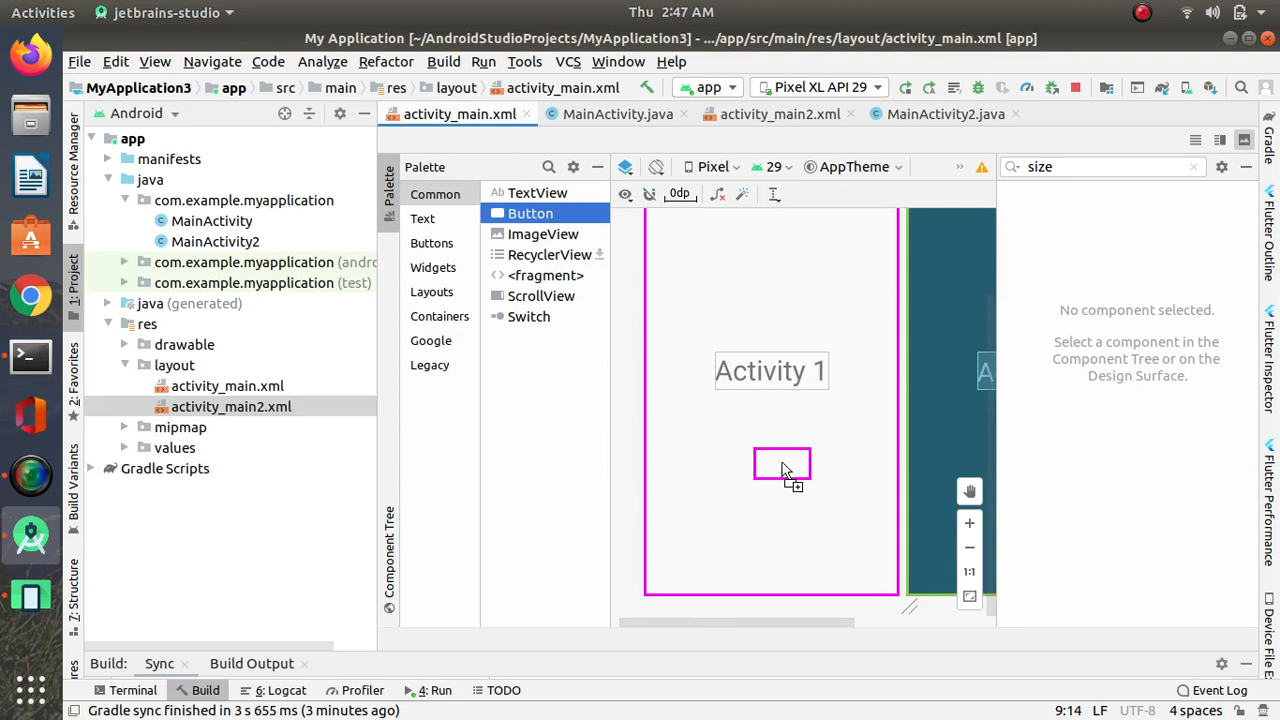 Activities
jetbrains-studio
Thu 2:47 AM
My Application [~/AndroidStudioProjects/MyApplication3] - .../app/src/main/res/layout/activity_main.xml [app]
File Edit View Navigate Code Analyze Refactor Build Run Tools VCS Window Help
MyApplication3 app src main res layout activity_main.xml app Pixel XL API 29
Android activity_main.xml MainActivity.java activity_main2.xml MainActivity2.java
Resource Manager
1: Project
2: Favorites
Build Variants
7: Structure
app
manifests
java
com.example.myapplication
MainActivity
MainActivity2
com.example.myapplication (andro
com.example.myapplication (test)
java (generated)
res
drawable
layout
activity_main.xml
activity_main2.xml
mipmap
values
Gradle Scripts
Palette
Component Tree
Palette
Common
Text
Buttons
Widgets
Layouts
Containers
Google
Legacy
Ab TextView
Button
ImageView
RecyclerView
<fragment>
ScrollView
Switch
Pixel 29 AppTheme
0dp
Activity 1
1:1
size
No component selected.
Select a component in the
Component Tree or on the
Design Surface.
Gradle
Flutter Outline
Flutter Inspector
Flutter Performance
Device File E
Build: Sync Build Output
Terminal Build 6: Logcat Profiler 4: Run TODO Event Log
Gradle sync finished in 3 s 655 ms (3 minutes ago) 9:14 LF UTF-8 4 spaces